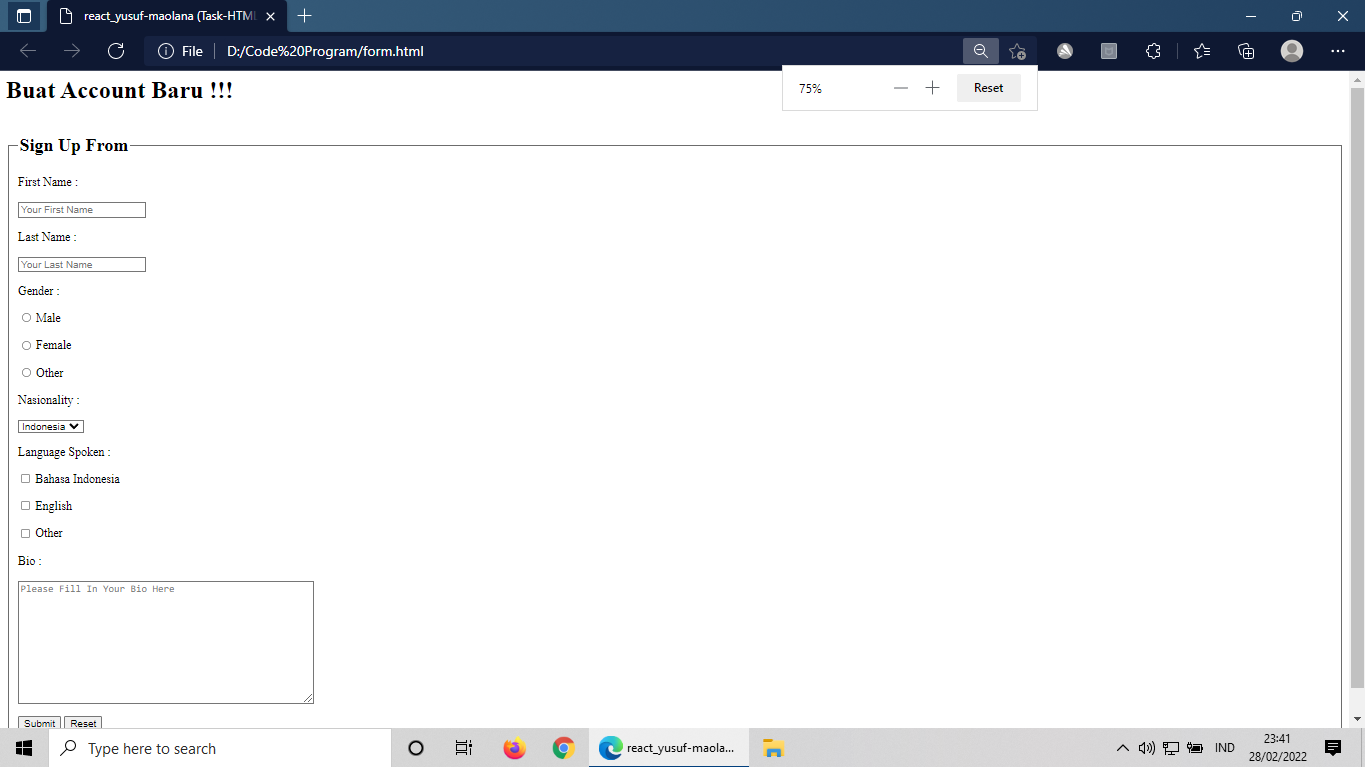 react_yusuf-maolana (Task-HTM
File
D:/Code%20Program/form.html
75%
Reset
Buat Account Baru !!!
Sign Up From
First Name :
Your First Name
Last Name :
Your Last Name
Gender :
Male
Female
Other
Nasionality :
Indonesia
Language Spoken :
Bahasa Indonesia
English
Other
Bio :
Please Fill In Your Bio Here
Submit Reset
Type here to search
react_yusuf-maola...
IND
23:41
28/02/2022